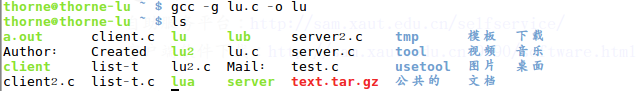 thorne@thorne-lu ~ $ gcc -g lu.c -o lu
thorne@thorne-lu ~ $ ls
a.out client.c lu lub server2.c tmp 模板 下载
Author: Created lu2 lu.c server.c tool 视频 音乐
client list-t lu2.c Mail: test.c usetool 图片 桌面
client2.c list-t.c lua server text.tar.gz 公共的 文档